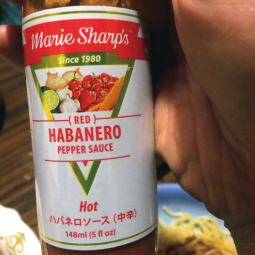 Marie Sharp's
Since 1980
(RED)
HABANERO
PEPPER SAUCE
Hot
ハバネロソース (中辛)
148ml (5 fl oz)